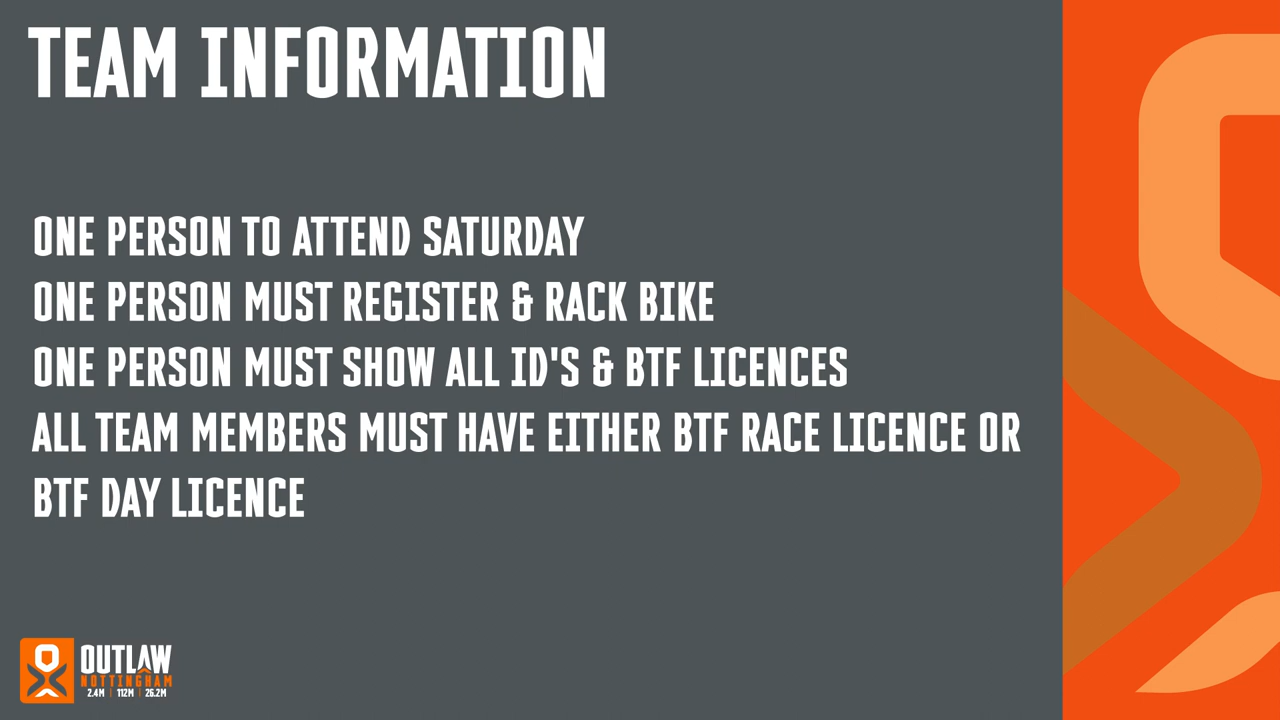 TEAM INFORMATION
ONE PERSON TO ATTEND SATURDAY
ONE PERSON MUST REGISTER & RACK BIKE
ONE PERSON MUST SHOW ALL ID'S & BTF LICENCES
ALL TEAM MEMBERS MUST HAVE EITHER BTF RACE LICENCE OR
BTF DAY LICENCE
OUTLAW
NOTTINGHAM
2.4M | 112M | 26.2M